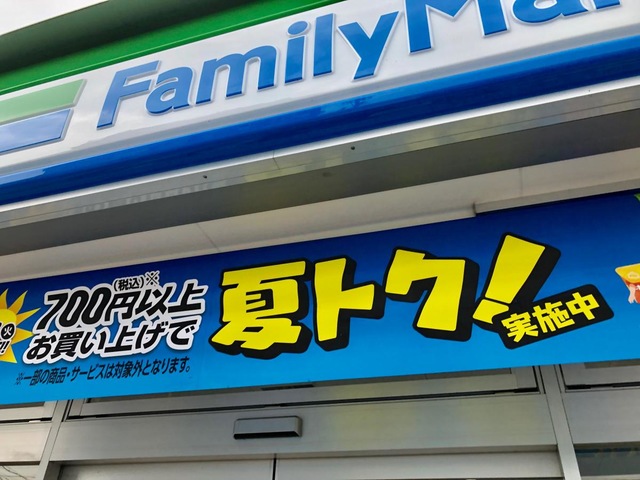 FamilyMar
火
(税込)※
700円以上
お買い上げで
※一部の商品・サービスは対象外となります。
夏トク!
実施中